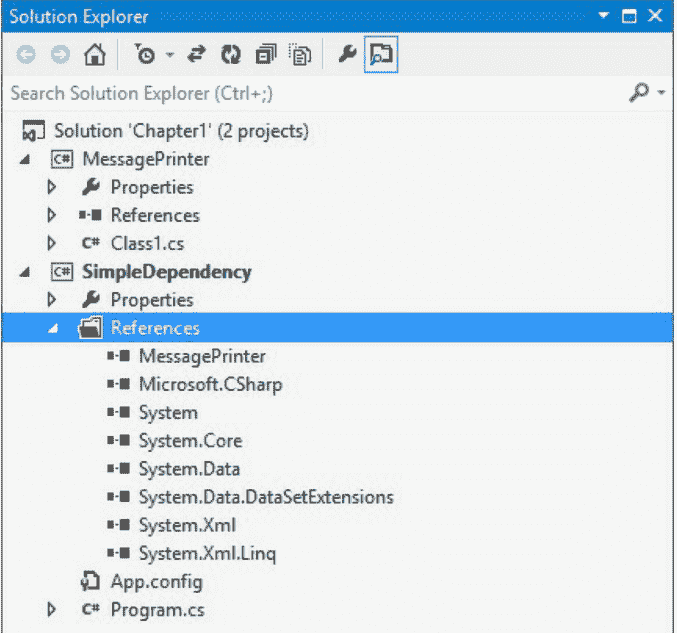 Solution Explorer
Search Solution Explorer (Ctrl+;)
Solution 'Chapter1' (2 projects)
C# MessagePrinter
Properties
References
C# Class1.cs
C# SimpleDependency
Properties
References
MessagePrinter
Microsoft.CSharp
System
System.Core
System.Data
System.Data.DataSetExtensions
System.Xml
System.Xml.Linq
App.config
C# Program.cs